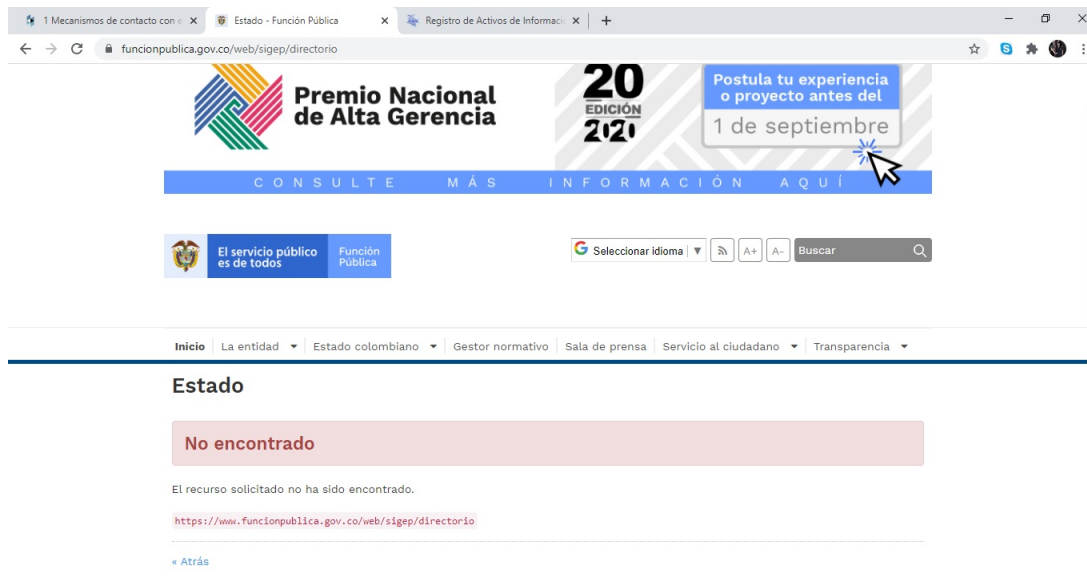 1 Mecanismos de contacto con e
Estado - Función Pública
Registro de Activos de Informaci
funcionpublica.gov.co/web/sigep/directorio
Premio Nacional
de Alta Gerencia
20
EDICIÓN
2020
Postula tu experiencia
o proyecto antes del
1 de septiembre
CONSULTE MÁS INFORMACIÓN AQUÍ
El servicio público
es de todos
Función
Pública
G Seleccionar idioma ▼
A+
A-
Buscar
Inicio La entidad Estado colombiano Gestor normativo Sala de prensa Servicio al ciudadano Transparencia
Estado
No encontrado
El recurso solicitado no ha sido encontrado.
https://www.funcionpublica.gov.co/web/sigep/directorio
« Atrás